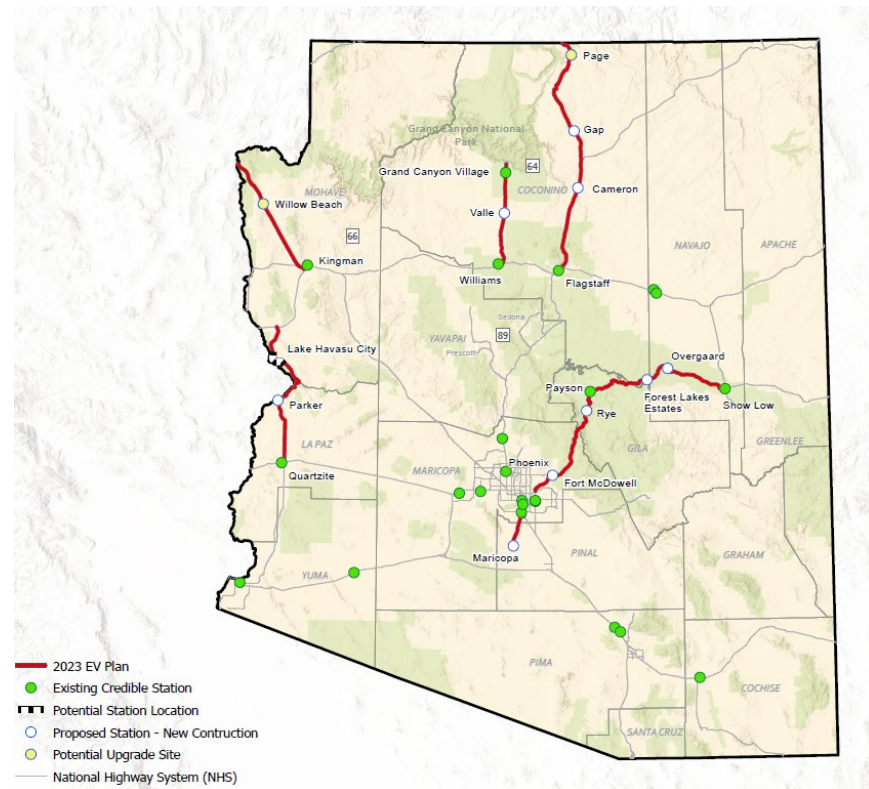 Page
Gap
Grand Canyon National
Park
64
Grand Canyon Village
COCONINO
Cameron
MOHAVE
Willow Beach
Valle
66
NAVAJO
APACHE
Kingman
Williams
Flagstaff
Sedona
89
Lake Havasu City
YAVAPAI
Prescott
Overgaard
Payson
Forest Lakes
Estates
Show Low
Parker
Rye
LA PAZ
GILA
GREENLEE
Phoenix
MARICOPA
Quartzite
Fort McDowell
Maricopa
PINAL
GRAHAM
YUMA
PIMA
COCHISE
SANTA CRUZ
2023 EV Plan
Existing Credible Station
Potential Station Location
Proposed Station - New Contruction
Potential Upgrade Site
National Highway System (NHS)